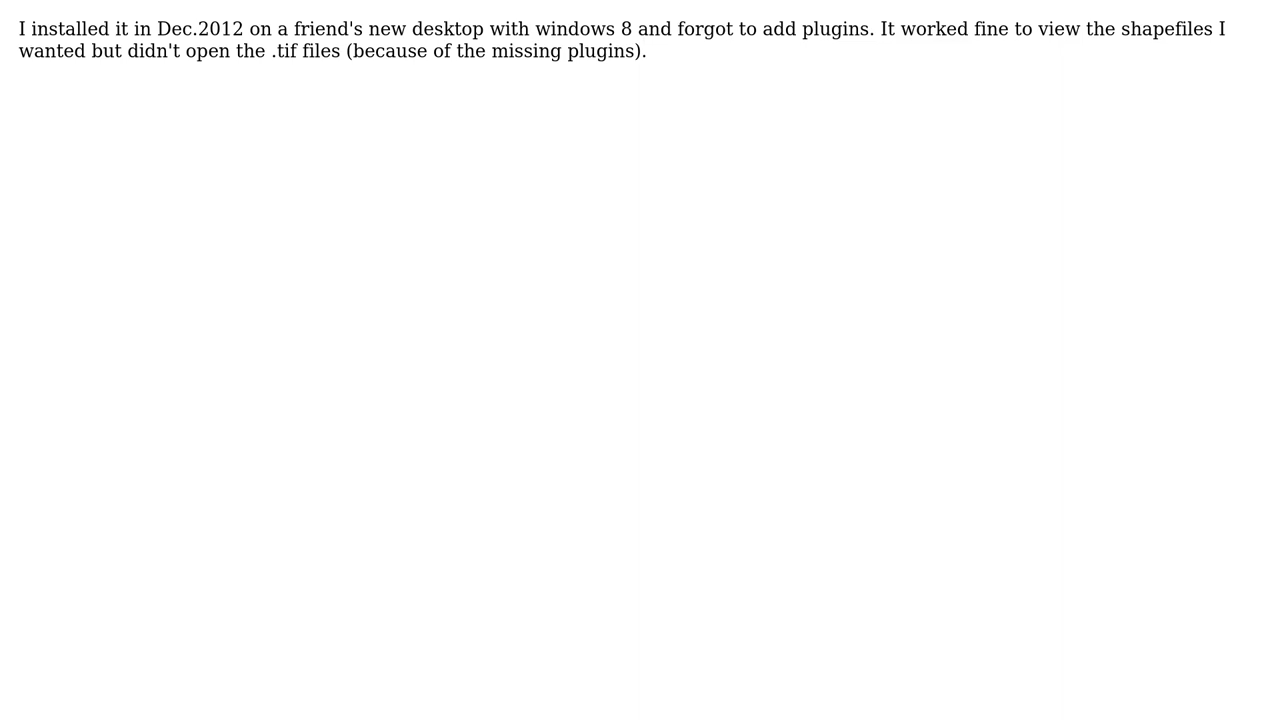 I installed it in Dec.2012 on a friend's new desktop with windows 8 and forgot to add plugins. It worked fine to view the shapefiles I
wanted but didn't open the .tif files (because of the missing plugins).